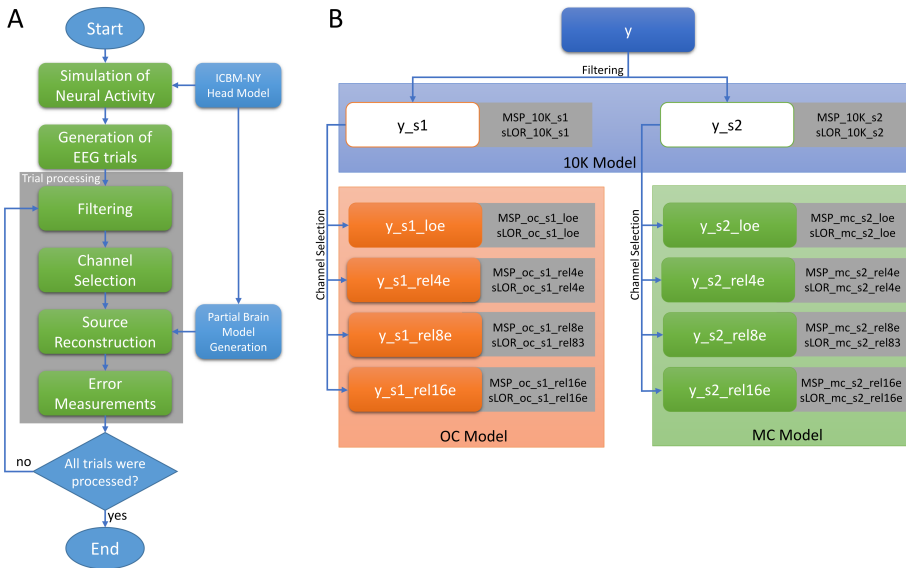 A
Start
Simulation of
Neural Activity
ICBM-NY
Head Model
Generation of
EEG trials
Trial processing
Filtering
Channel
Selection
Source
Reconstruction
Partial Brain
Model
Generation
Error
Measurements
All trials were
processed?
no
yes
End
B
y
Filtering
y_s1
MSP_10K_s1
sLOR_10K_s1
y_s2
MSP_10K_s2
sLOR_10K_s2
10K Model
Channel Selection
y_s1_loe
MSP_oc_s1_loe
sLOR_oc_s1_loe
y_s1_rel4e
MSP_oc_s1_rel4e
sLOR_oc_s1_rel4e
y_s1_rel8e
MSP_oc_s1_rel8e
sLOR_oc_s1_rel83
y_s1_rel16e
MSP_oc_s1_rel16e
sLOR_oc_s1_rel16e
OC Model
Channel Selection
y_s2_loe
MSP_mc_s2_loe
sLOR_mc_s2_loe
y_s2_rel4e
MSP_mc_s2_rel4e
sLOR_mc_s2_rel4e
y_s2_rel8e
MSP_mc_s2_rel8e
sLOR_mc_s2_rel83
y_s2_rel16e
MSP_mc_s2_rel16e
sLOR_mc_s2_rel16e
MC Model